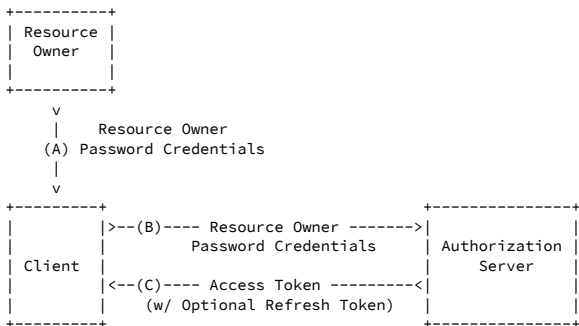 Resource
Owner
v
Resource Owner
(A) Password Credentials
v
>--(B)---- Resource Owner ------->
Password Credentials
Authorization
Client
Server
<--(C)---- Access Token ---------<
(w/ Optional Refresh Token)